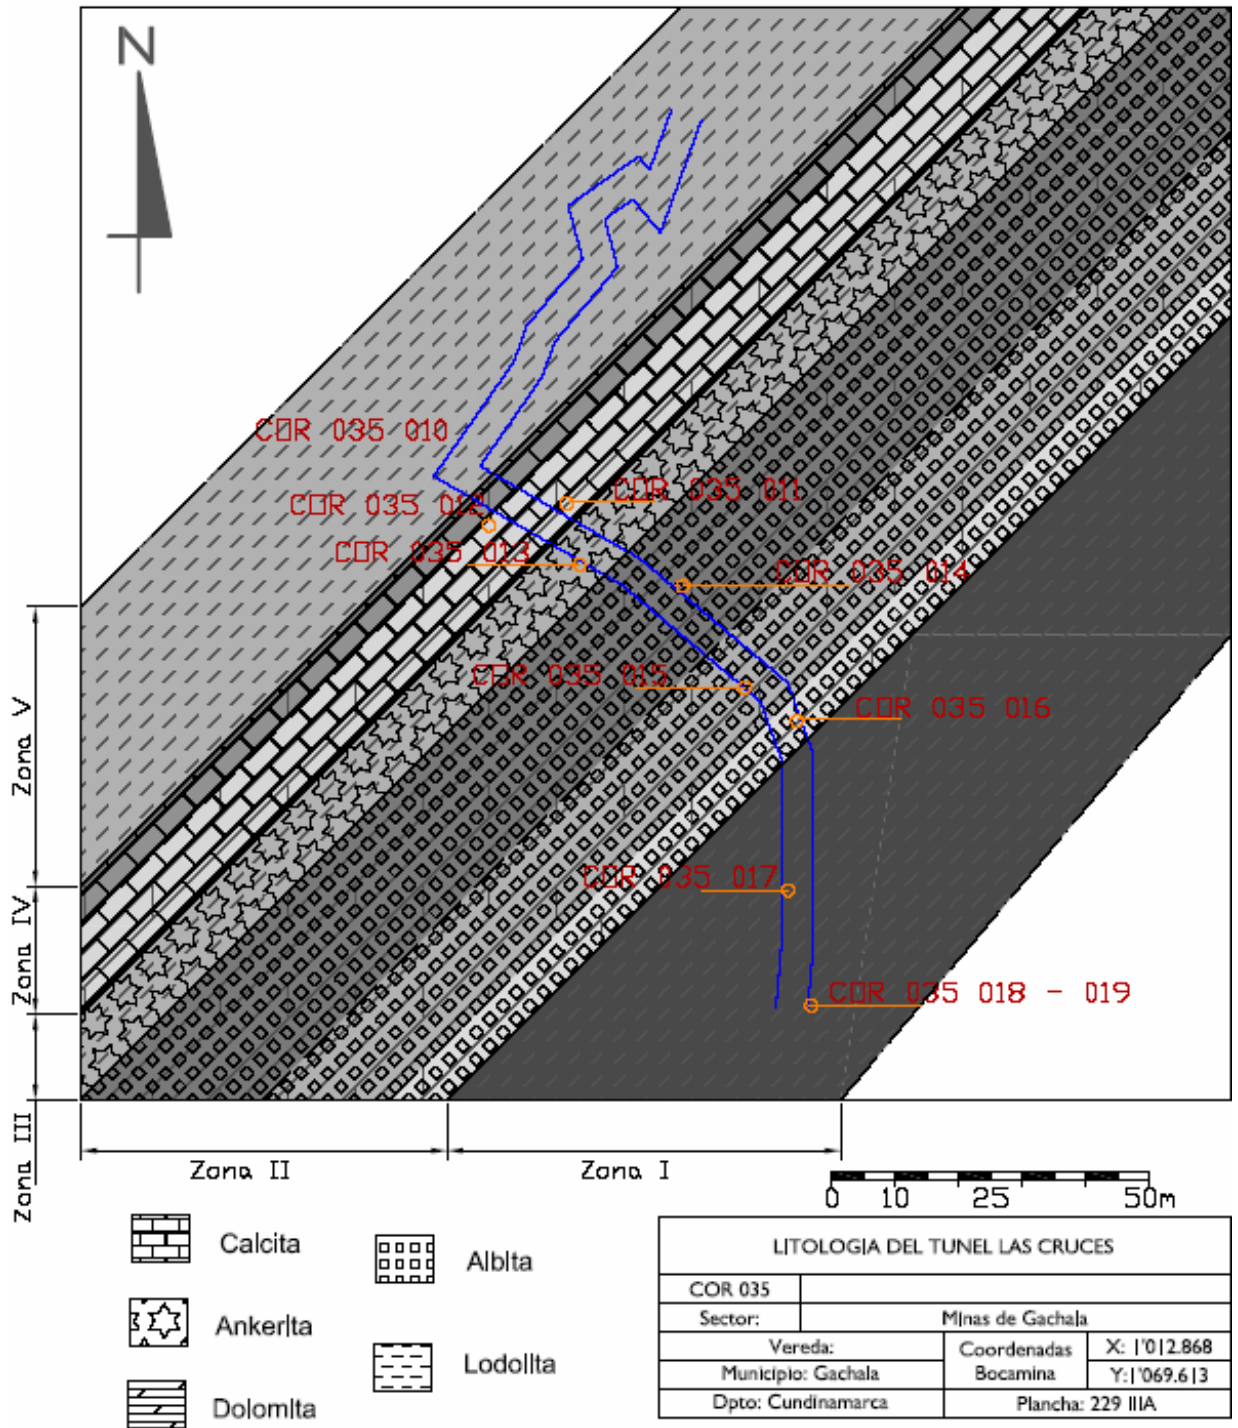 N
COR 035 010
COR 035 011
COR 035 012
COR 035 013
COR 035 014
COR 035 015
COR 035 016
COR 035 017
COR 035 018 - 019
Zona V
Zona IV
Zona III
Zona II
Zona I
0 10 25 50m
Calcita
Albita
Ankerita
Lodolita
Dolomita
LITOLOGIA DEL TUNEL LAS CRUCES
COR 035
Sector: Minas de Gachala
Vereda:
Municipio: Gachala
Coordenadas
Bocamina
X: 1'012.868
Y:1'069.613
Dpto: Cundinamarca
Plancha: 229 IIIA